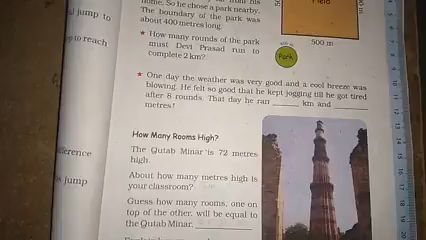 jump to
to reach
home. So he chose a park nearby.
The boundary of the park was
about 400 metres long.
★ How many rounds of the park
must Devi Prasad run to
complete 2 km?
Field
500 m
Park
★ One day the weather was very good and a cool breeze was
blowing. He felt so good that he kept jogging till he got tired
after 8 rounds. That day he ran ______ km and ______
metres!
How Many Rooms High?
The Qutab Minar is 72 metres
high.
About how many metres high is
your classroom?
Guess how many rooms, one on
top of the other, will be equal to
the Qutab Minar. ______
jump